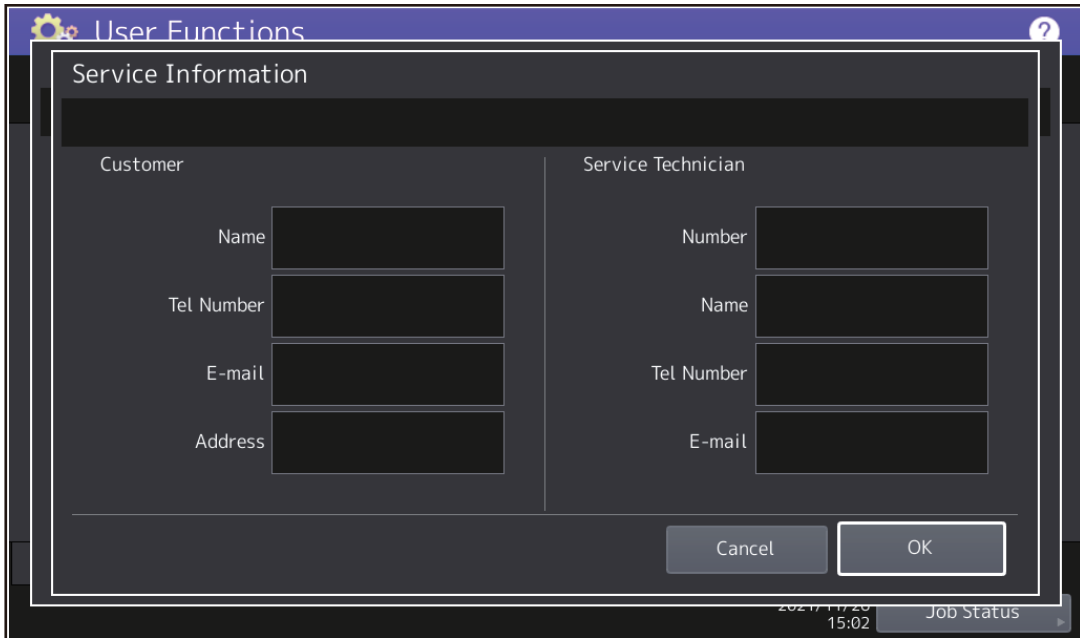 User Functions
?
Service Information
Customer
Name
Tel Number
E-mail
Address
Service Technician
Number
Name
Tel Number
E-mail
Cancel
OK
15:02
Job Status